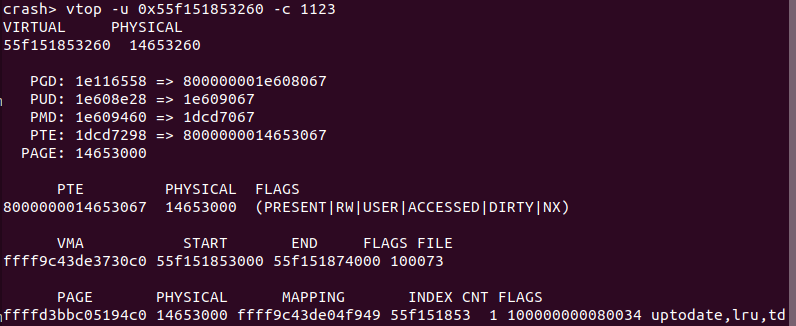 crash> vtop -u 0x55f151853260 -c 1123
VIRTUAL PHYSICAL
55f151853260 14653260
PGD: 1e116558 => 800000001e608067
PUD: 1e608e28 => 1e609067
PMD: 1e609460 => 1dcd7067
PTE: 1dcd7298 => 8000000014653067
PAGE: 14653000
PTE PHYSICAL FLAGS
8000000014653067 14653000 (PRESENT|RW|USER|ACCESSED|DIRTY|NX)
VMA START END FLAGS FILE
ffff9c43de3730c0 55f151853000 55f151874000 100073
PAGE PHYSICAL MAPPING INDEX CNT FLAGS
ffffd3bbc05194c0 14653000 ffff9c43de04f949 55f151853 1 100000000080034 uptodate,lru,td